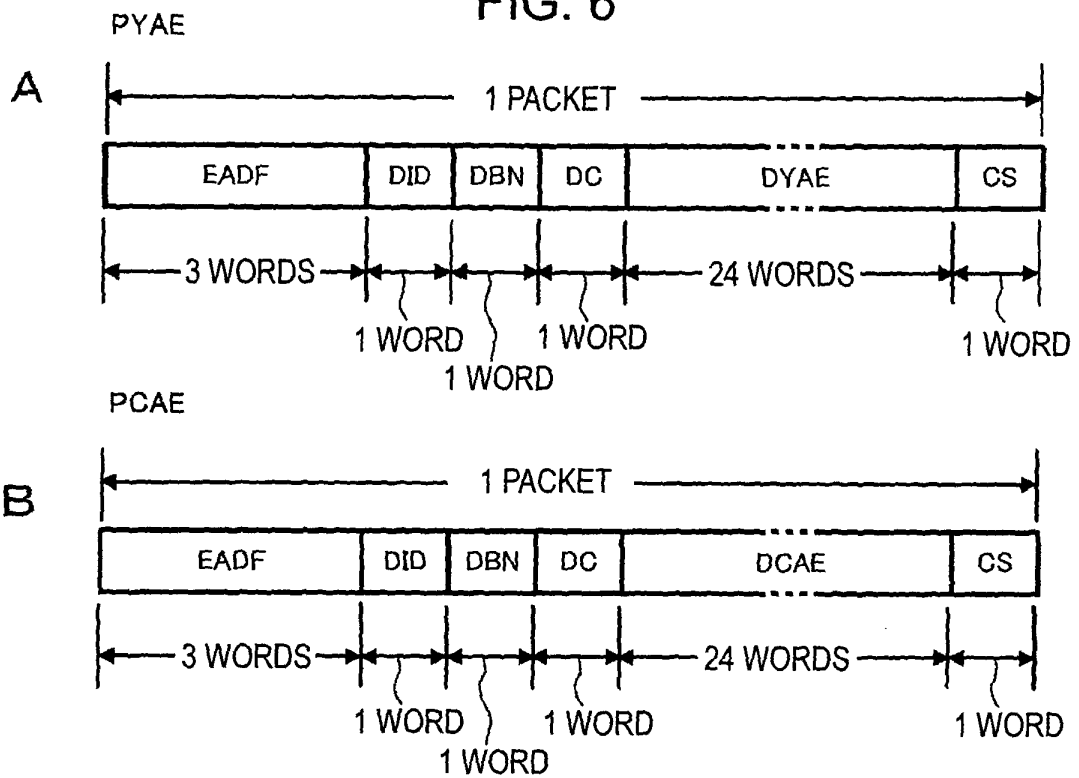 FIG. 6
PYAE
A
1 PACKET
EADF DID DBN DC DYAE CS
3 WORDS 24 WORDS
1 WORD 1 WORD 1 WORD
1 WORD
PCAE
B
1 PACKET
EADF DID DBN DC DCAE CS
3 WORDS 24 WORDS
1 WORD 1 WORD 1 WORD
1 WORD